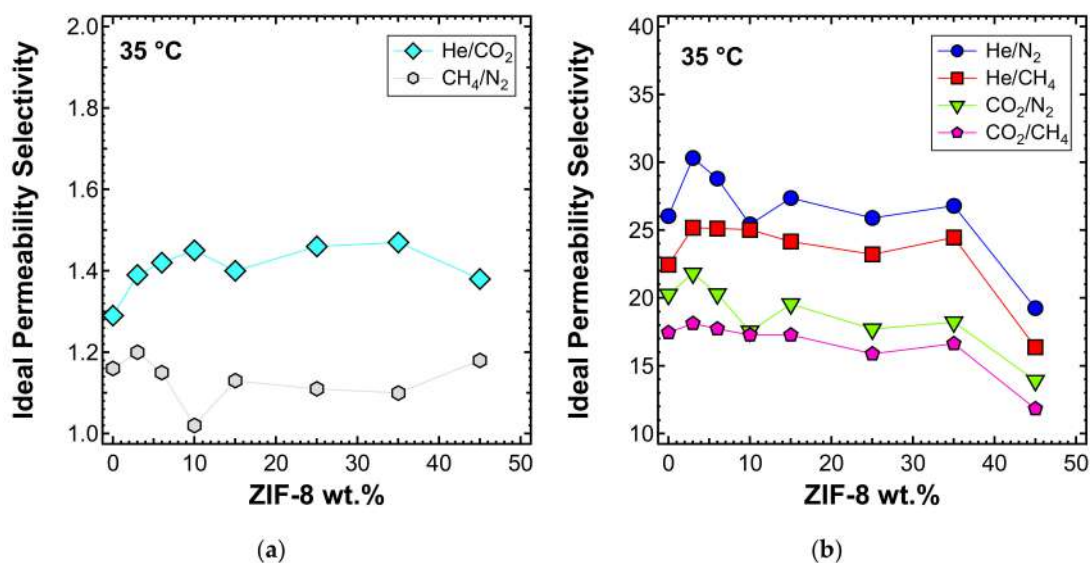 35 °C
He/CO₂
CH₄/N₂
Ideal Permeability Selectivity
2.0
1.8
1.6
1.4
1.2
1.0
0 10 20 30 40 50
ZIF-8 wt.%
(a)
35 °C
He/N₂
He/CH₄
CO₂/N₂
CO₂/CH₄
Ideal Permeability Selectivity
40
35
30
25
20
15
10
0 10 20 30 40 50
ZIF-8 wt.%
(b)